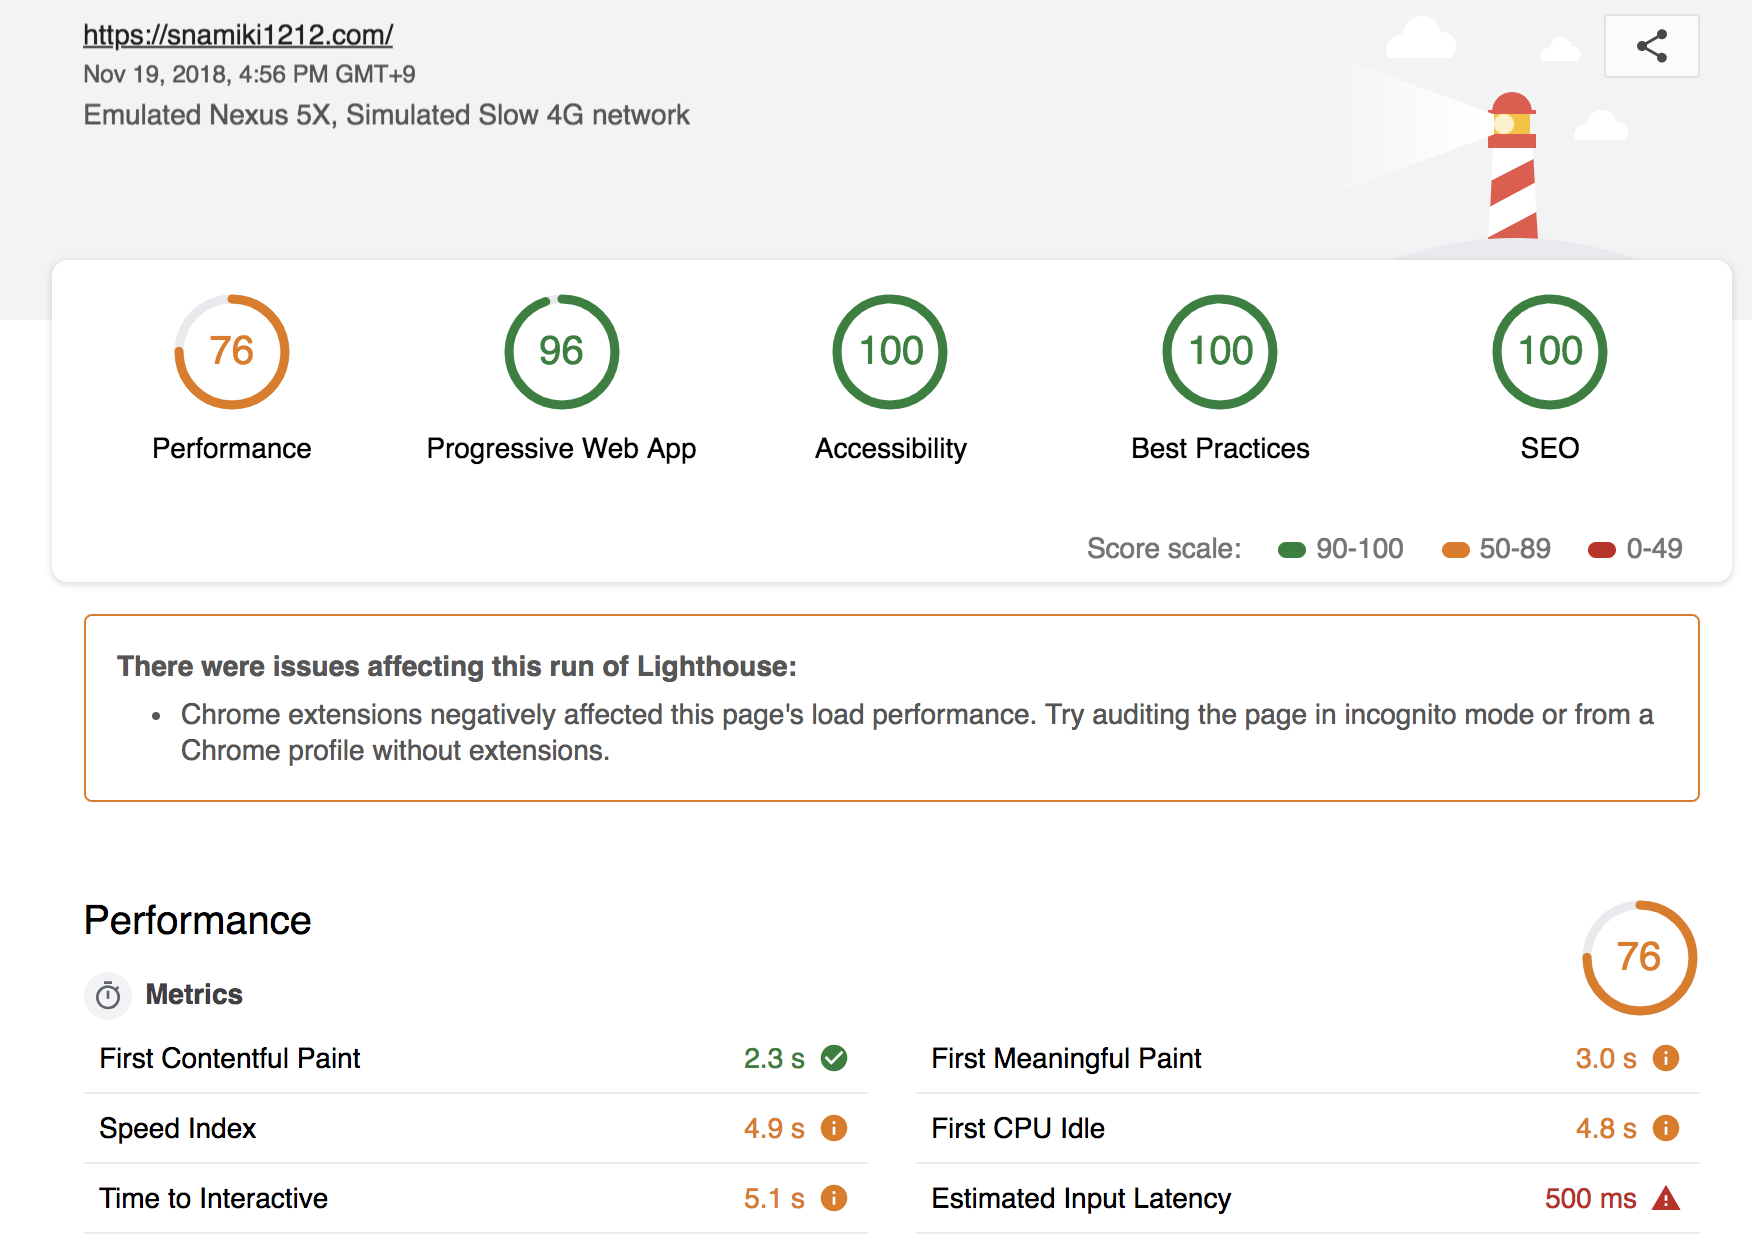 https://snamiki1212.com/
Nov 19, 2018, 4:56 PM GMT+9
Emulated Nexus 5X, Simulated Slow 4G network
76
96
100
100
100
Performance
Progressive Web App
Accessibility
Best Practices
SEO
Score scale: 90-100 50-89 0-49
There were issues affecting this run of Lighthouse:
• Chrome extensions negatively affected this page's load performance. Try auditing the page in incognito mode or from a
Chrome profile without extensions.
Performance
76
Metrics
First Contentful Paint 2.3 s
First Meaningful Paint 3.0 s
Speed Index 4.9 s
First CPU Idle 4.8 s
Time to Interactive 5.1 s
Estimated Input Latency 500 ms